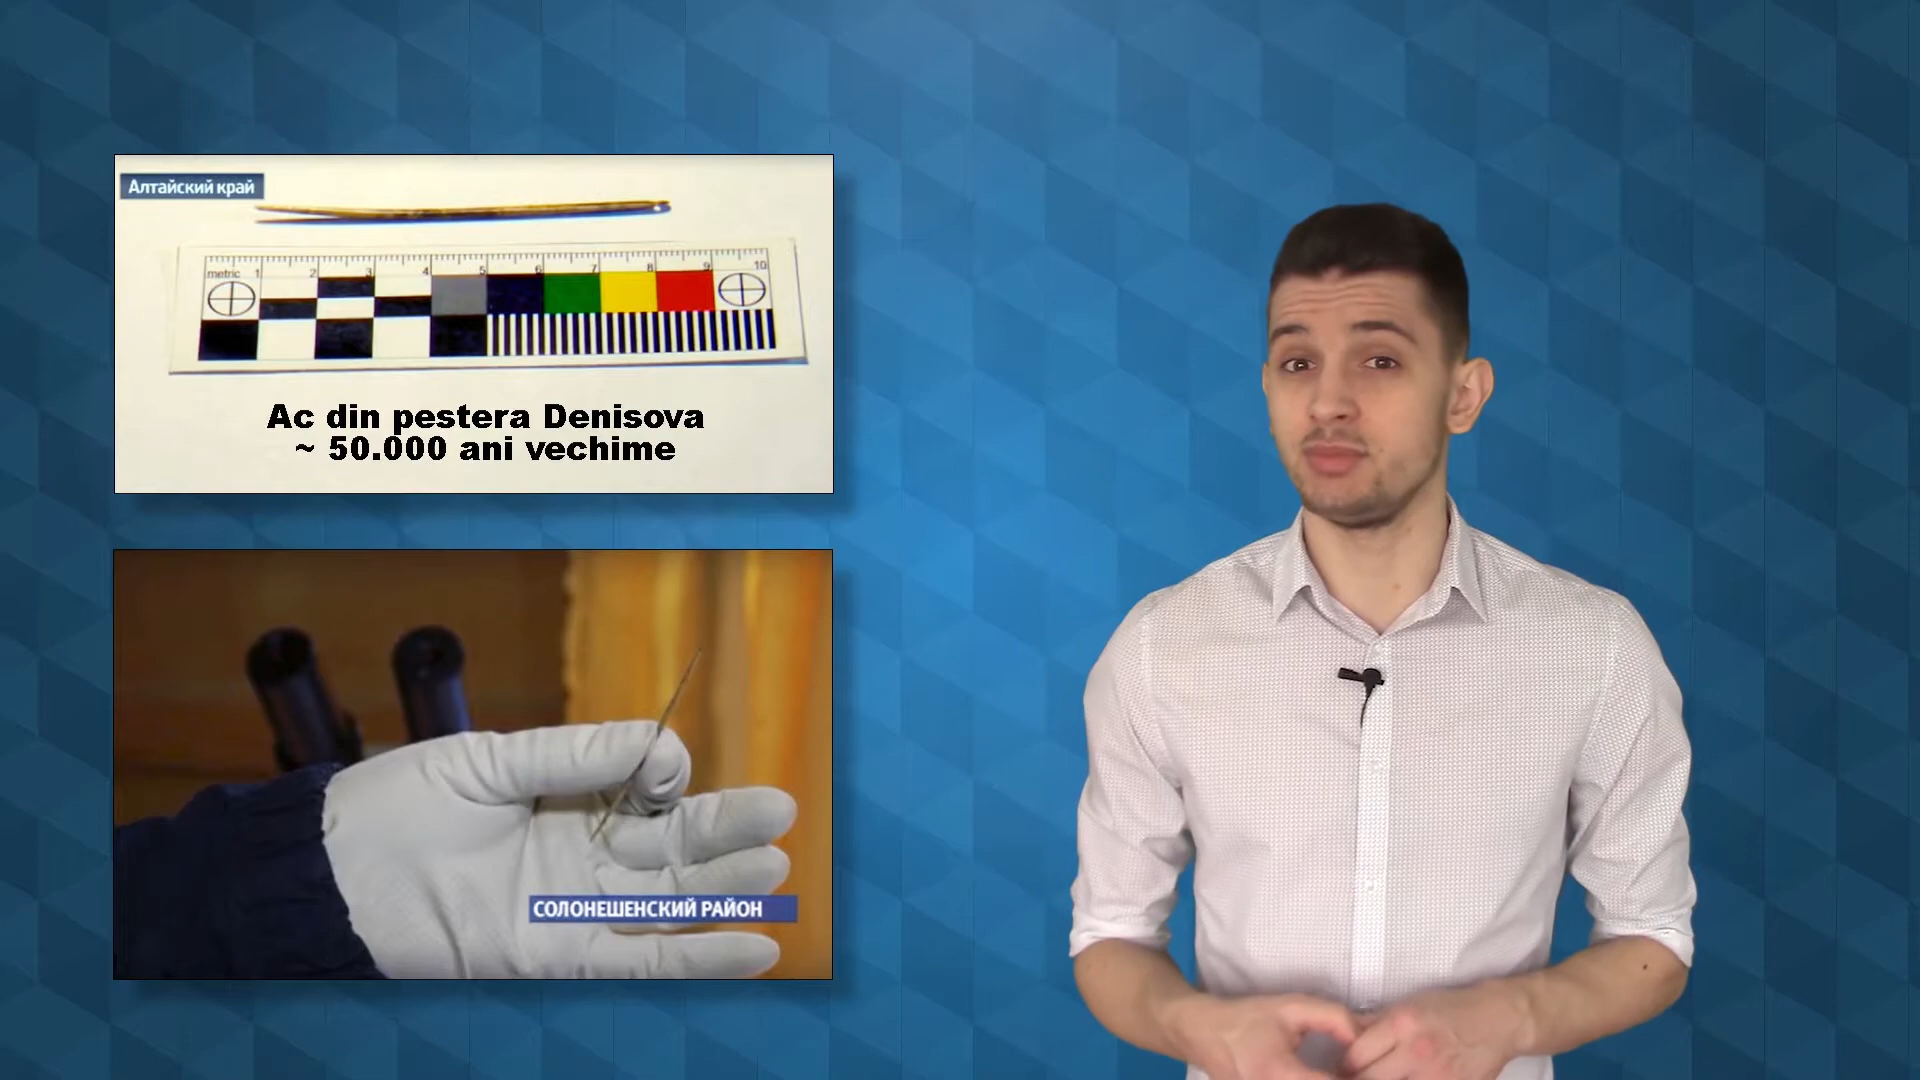 Алтайский край
metric 1 2 3 4 5 6 7 8 9 10
Ac din pestera Denisova
~ 50.000 ani vechime
СОЛОНЕШЕНСКИЙ РАЙОН